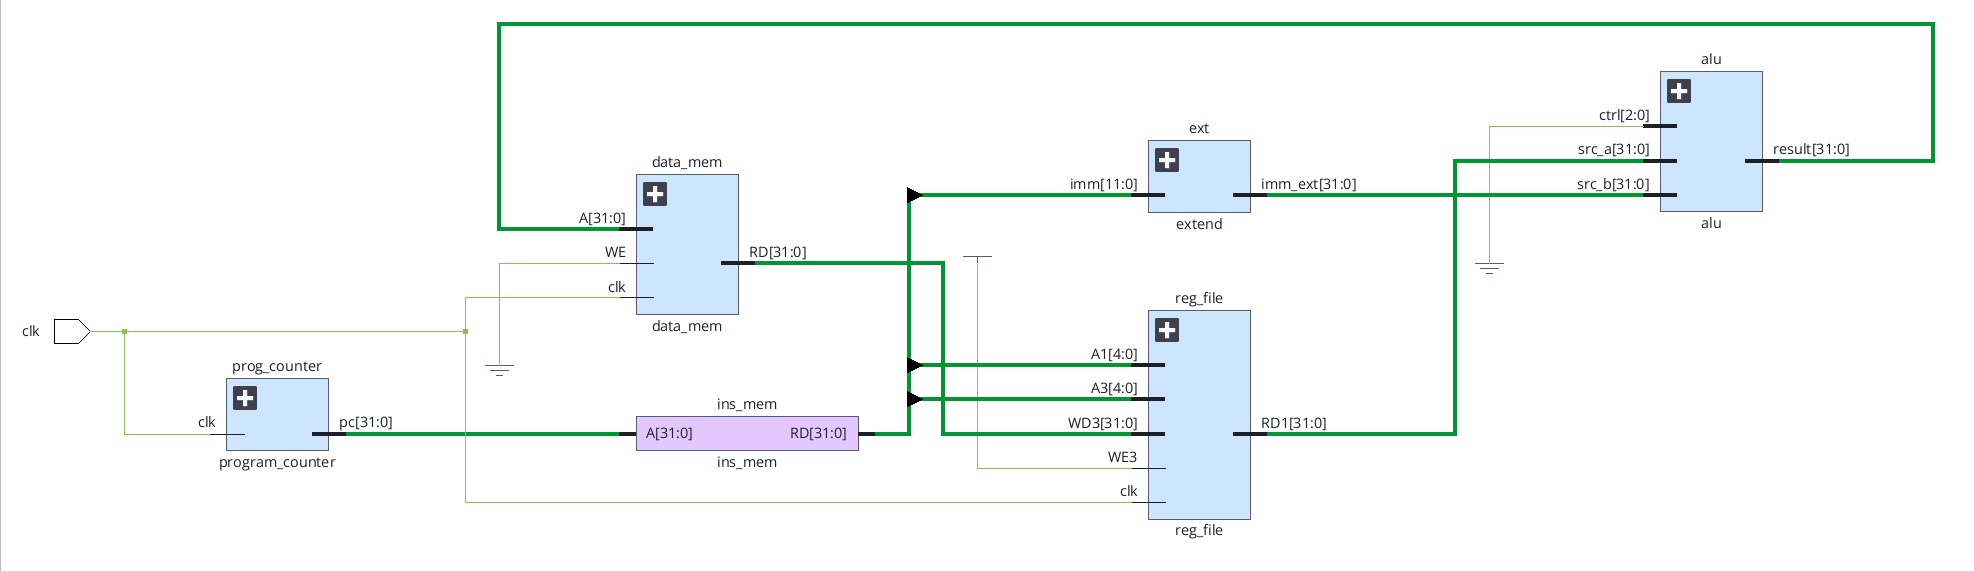 alu
ctrl[2:0]
src_a[31:0]
result[31:0]
src_b[31:0]
alu
ext
imm[11:0]
imm_ext[31:0]
extend
data_mem
A[31:0]
WE
RD[31:0]
clk
data_mem
clk
prog_counter
clk
pc[31:0]
program_counter
ins_mem
A[31:0] RD[31:0]
ins_mem
reg_file
A1[4:0]
A3[4:0]
WD3[31:0]
RD1[31:0]
WE3
clk
reg_file